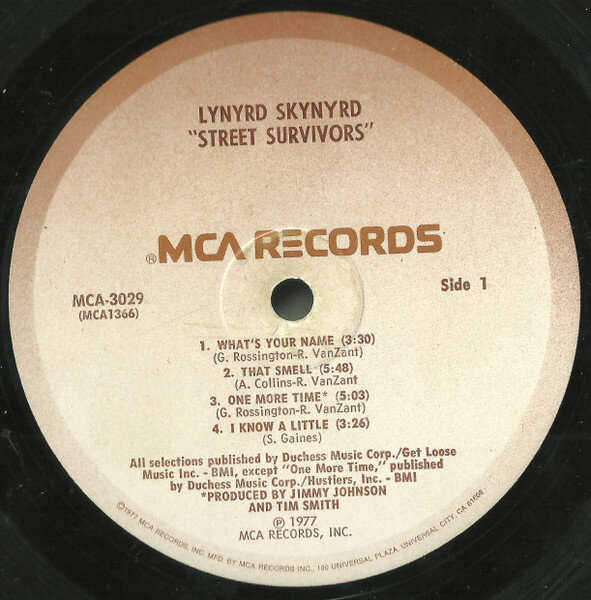 LYNYRD SKYNYRD
"STREET SURVIVORS"
®MCA RECORDS
MCA-3029
(MCA1366)
Side 1
1. WHAT'S YOUR NAME (3:30)
(G. Rossington-R. VanZant)
2. THAT SMELL (5:48)
(A. Collins-R. VanZant
3. ONE MORE TIME* (5:03)
(G. Rossington-R. VanZant)
4. I KNOW A LITTLE (3:26)
(S. Gaines)
All selections published by Duchess Music Corp./Get Loose
Music Inc. - BMI, except "One More Time," published
by Duchess Music Corp./Hustlers, Inc. - BMI
*PRODUCED BY JIMMY JOHNSON
AND TIM SMITH
℗ 1977
MCA RECORDS, INC.
©1977 MCA RECORDS, INC. MFD. BY MCA RECORDS INC., 100 UNIVERSAL PLAZA, UNIVERSAL CITY, CA 91608